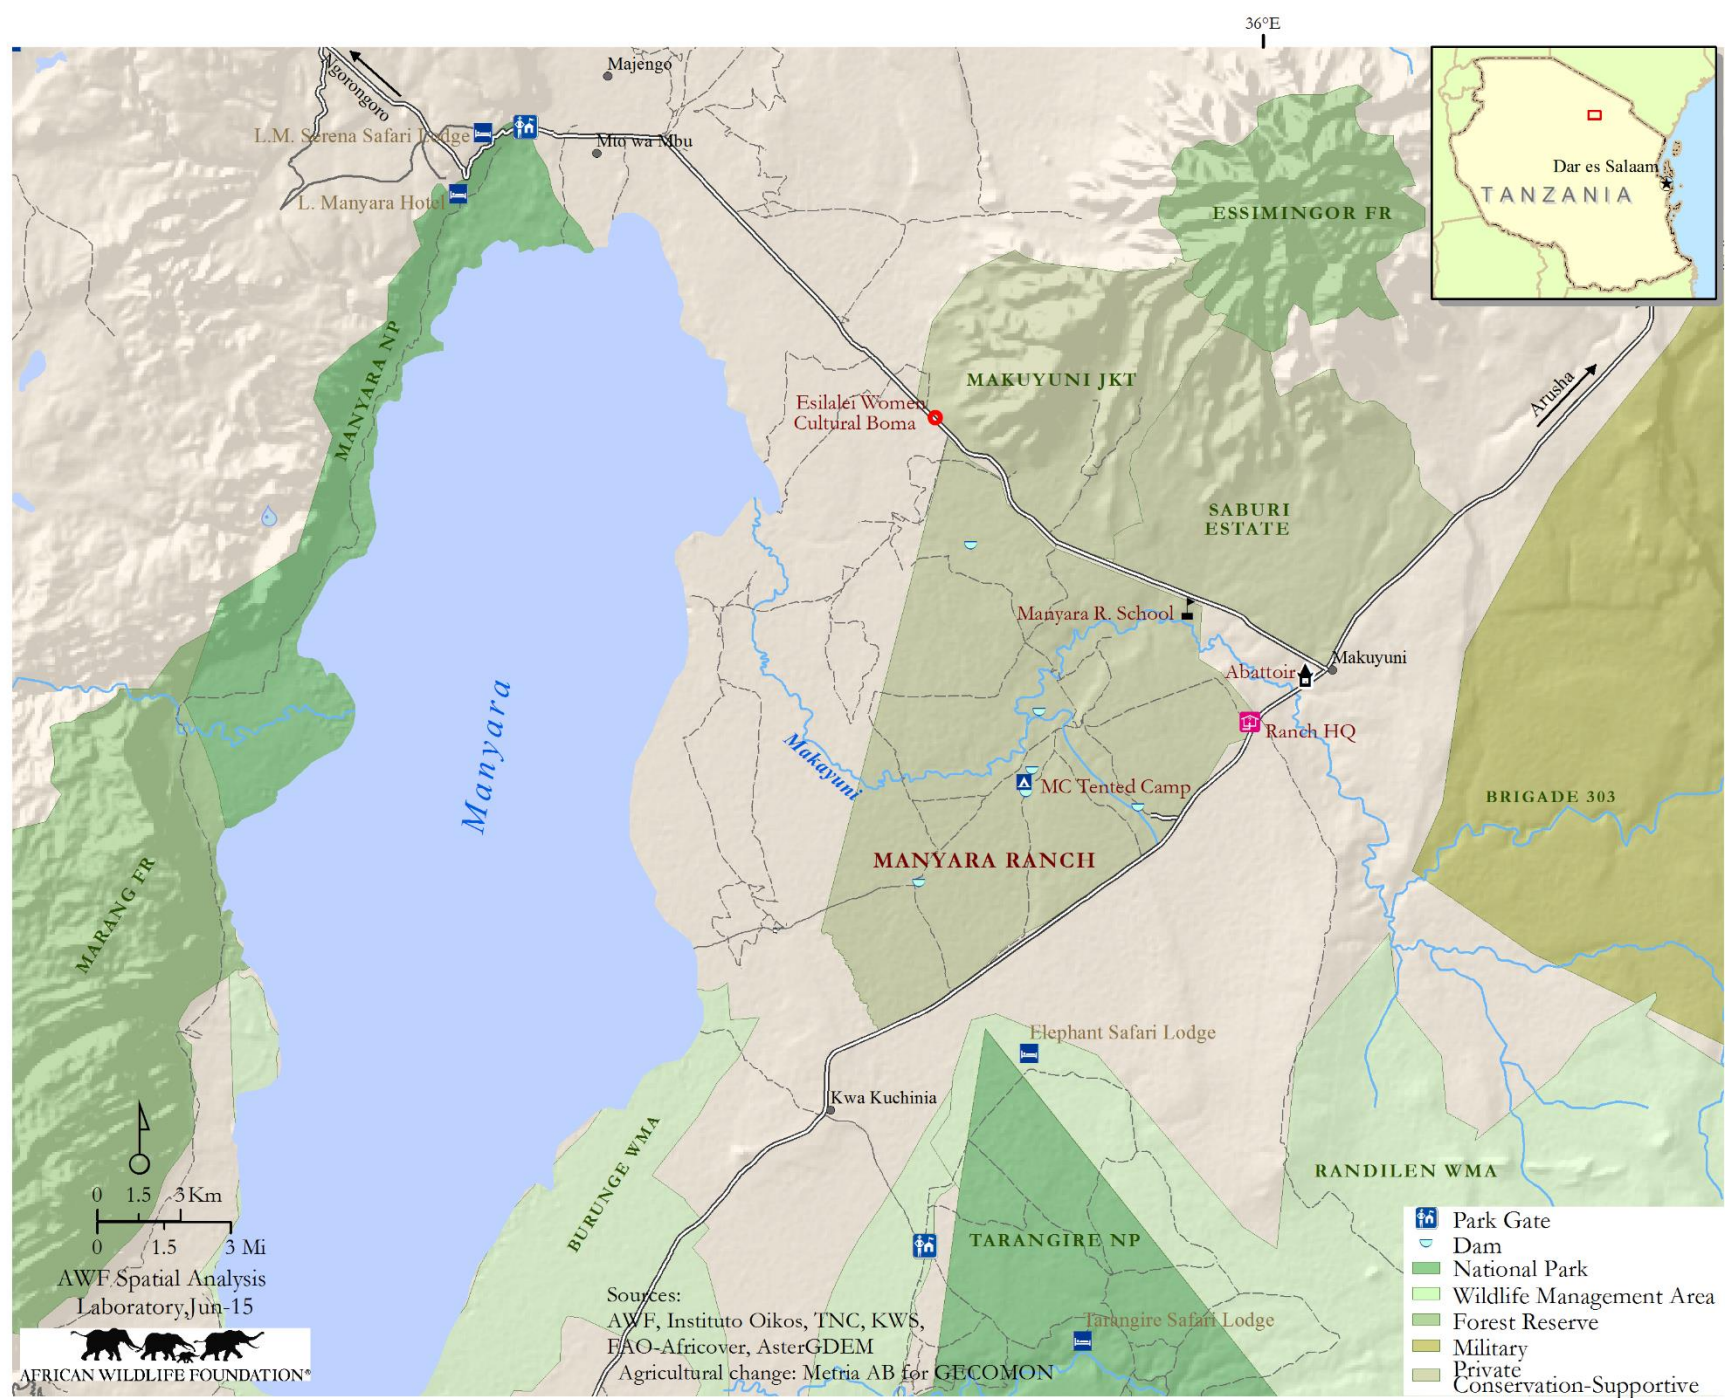 36°E
Majengo
Ngorongoro
L.M. Serena Safari Lodge
Mto wa Mbu
L. Manyara Hotel
ESSIMINGOR FR
Dar es Salaam
TANZANIA
MANYARA NP
MAKUYUNI JKT
Arusha
Esilalei Women
Cultural Boma
SABURI
ESTATE
Manyara R. School
Makuyuni
Abattoir
Ranch HQ
Manyara
Makayuni
MC Tented Camp
BRIGADE 303
MANYARA RANCH
MARANG FR
Elephant Safari Lodge
Kwa Kuchinia
BURUNGE WMA
RANDILEN WMA
TARANGIRE NP
Tarangire Safari Lodge
0 1.5 3 Km
0 1.5 3 Mi
AWF Spatial Analysis
Laboratory,Jun-15
AFRICAN WILDLIFE FOUNDATION®
Sources:
AWF, Instituto Oikos, TNC, KWS,
FAO-Africover, AsterGDEM
Agricultural change: Metria AB for GECOMON
Park Gate
Dam
National Park
Wildlife Management Area
Forest Reserve
Military
Private
Conservation-Supportive